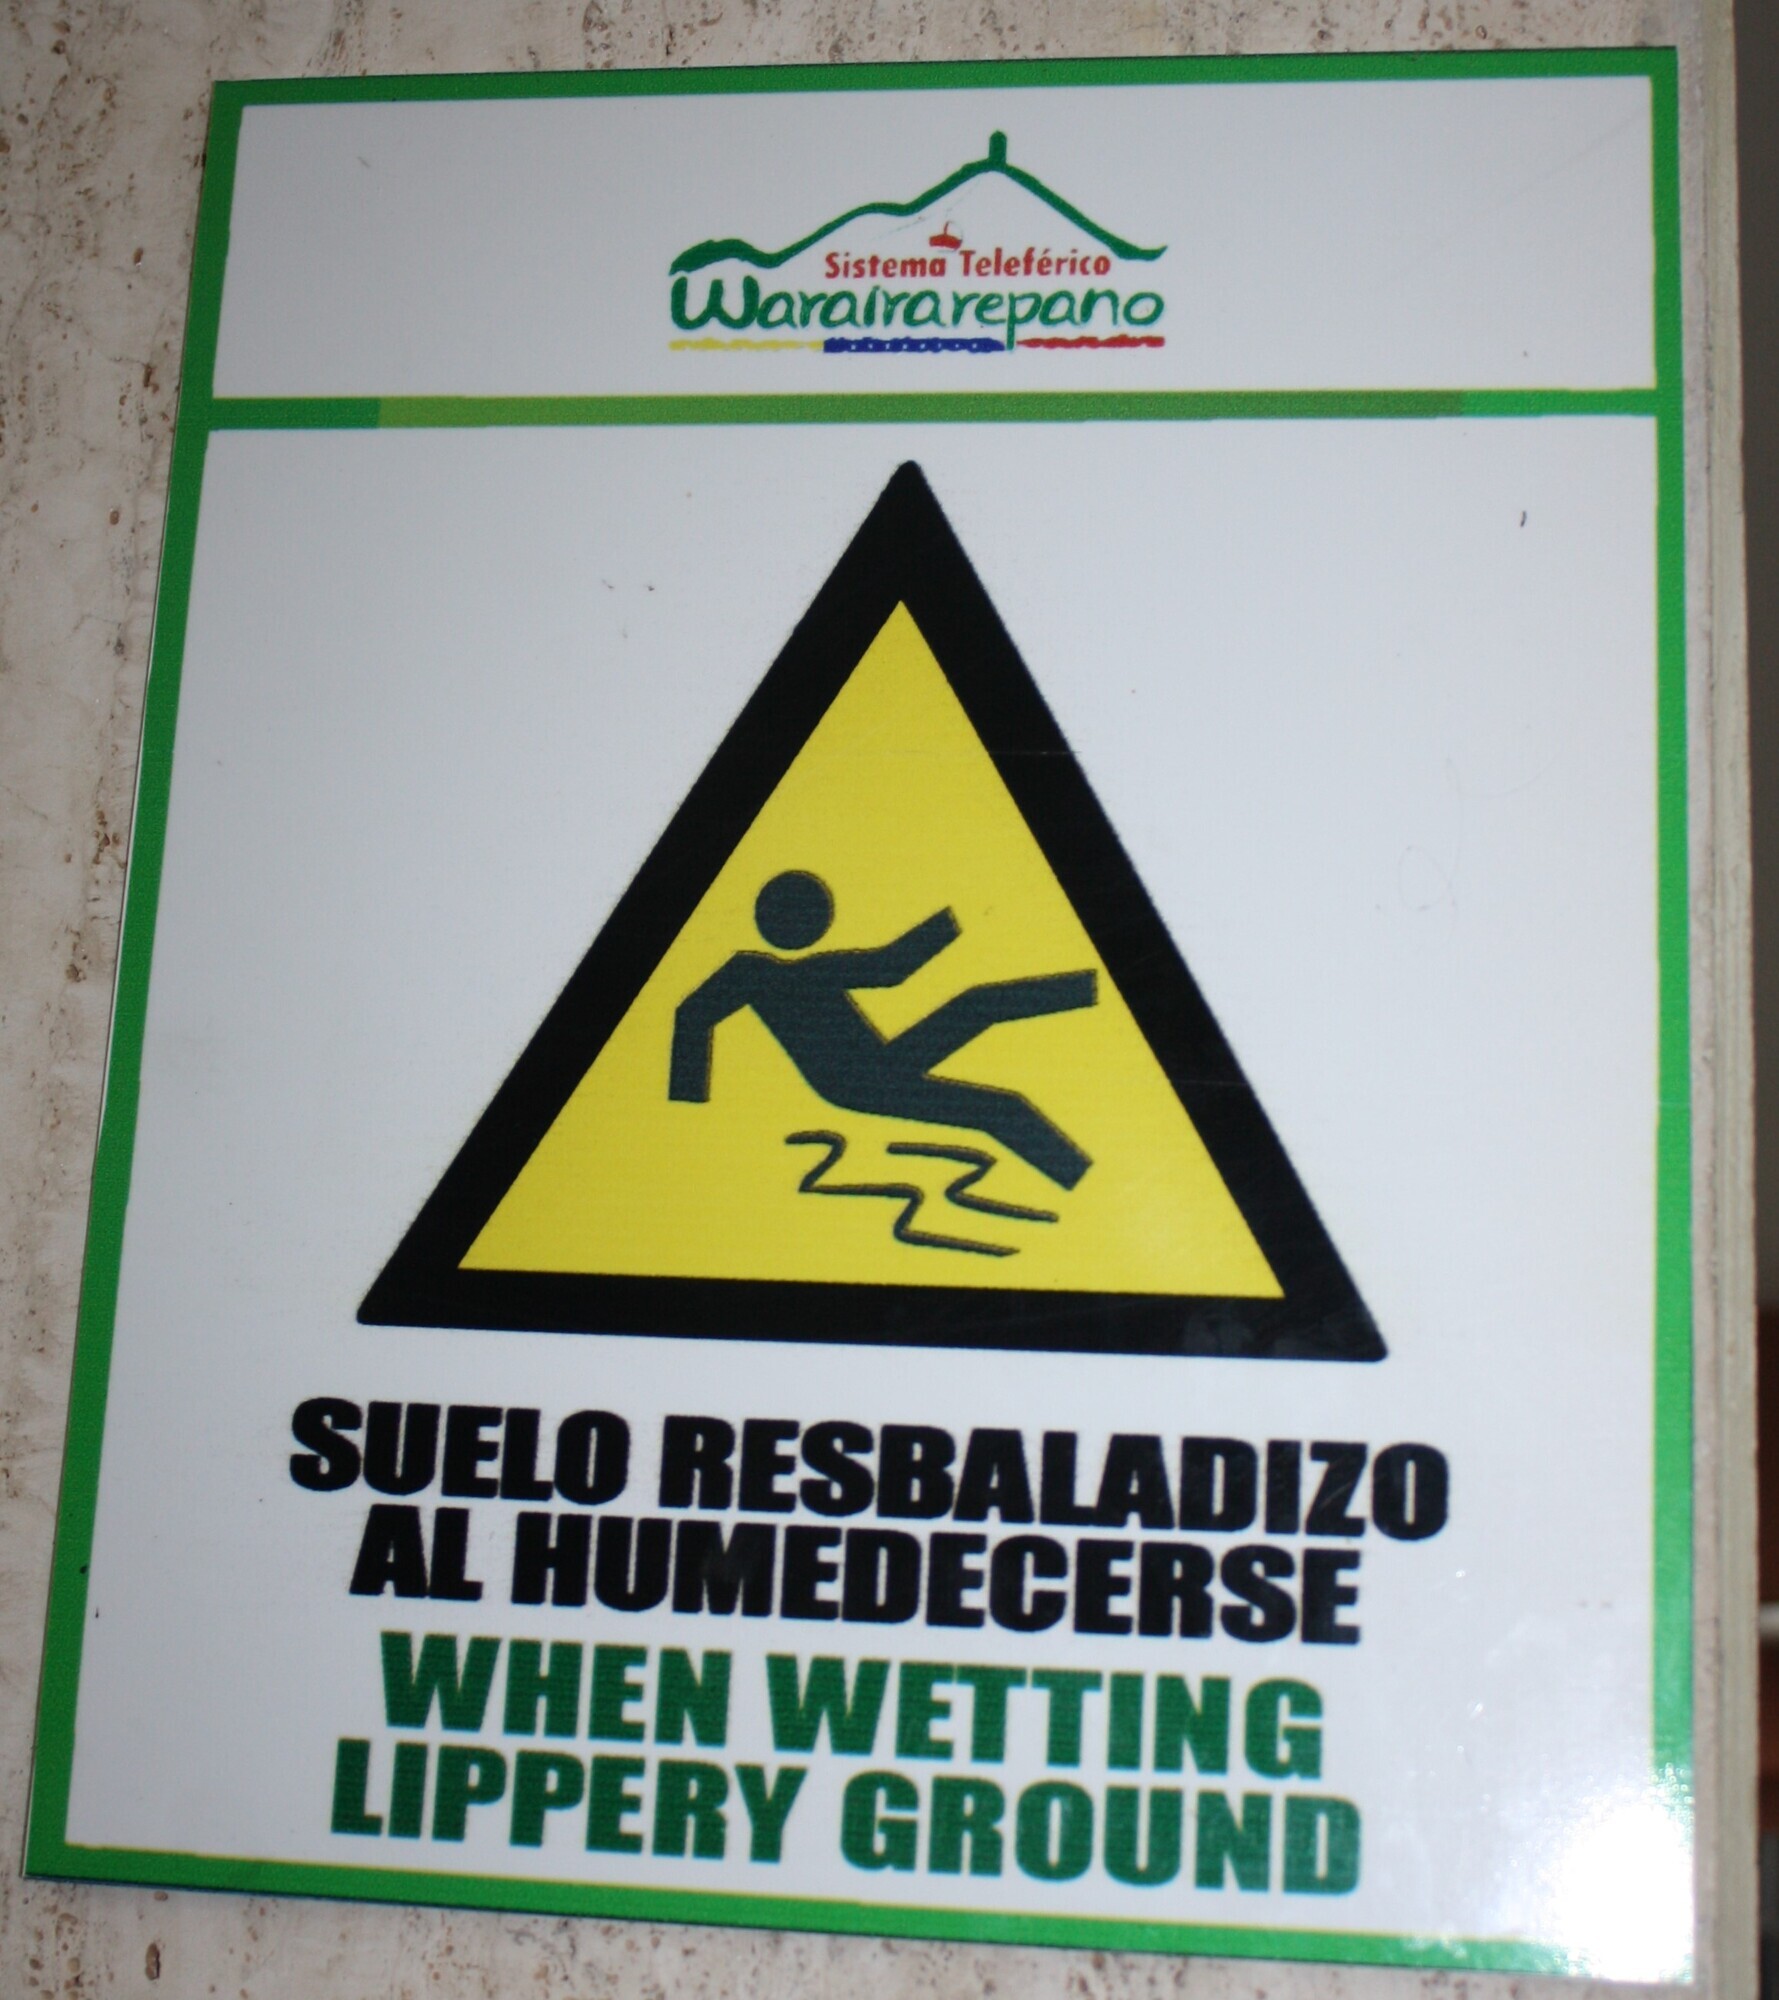 Sistema Teleférico
Warairarepano
SUELO RESBALADIZO
AL HUMEDECERSE
WHEN WETTING
LIPPERY GROUND